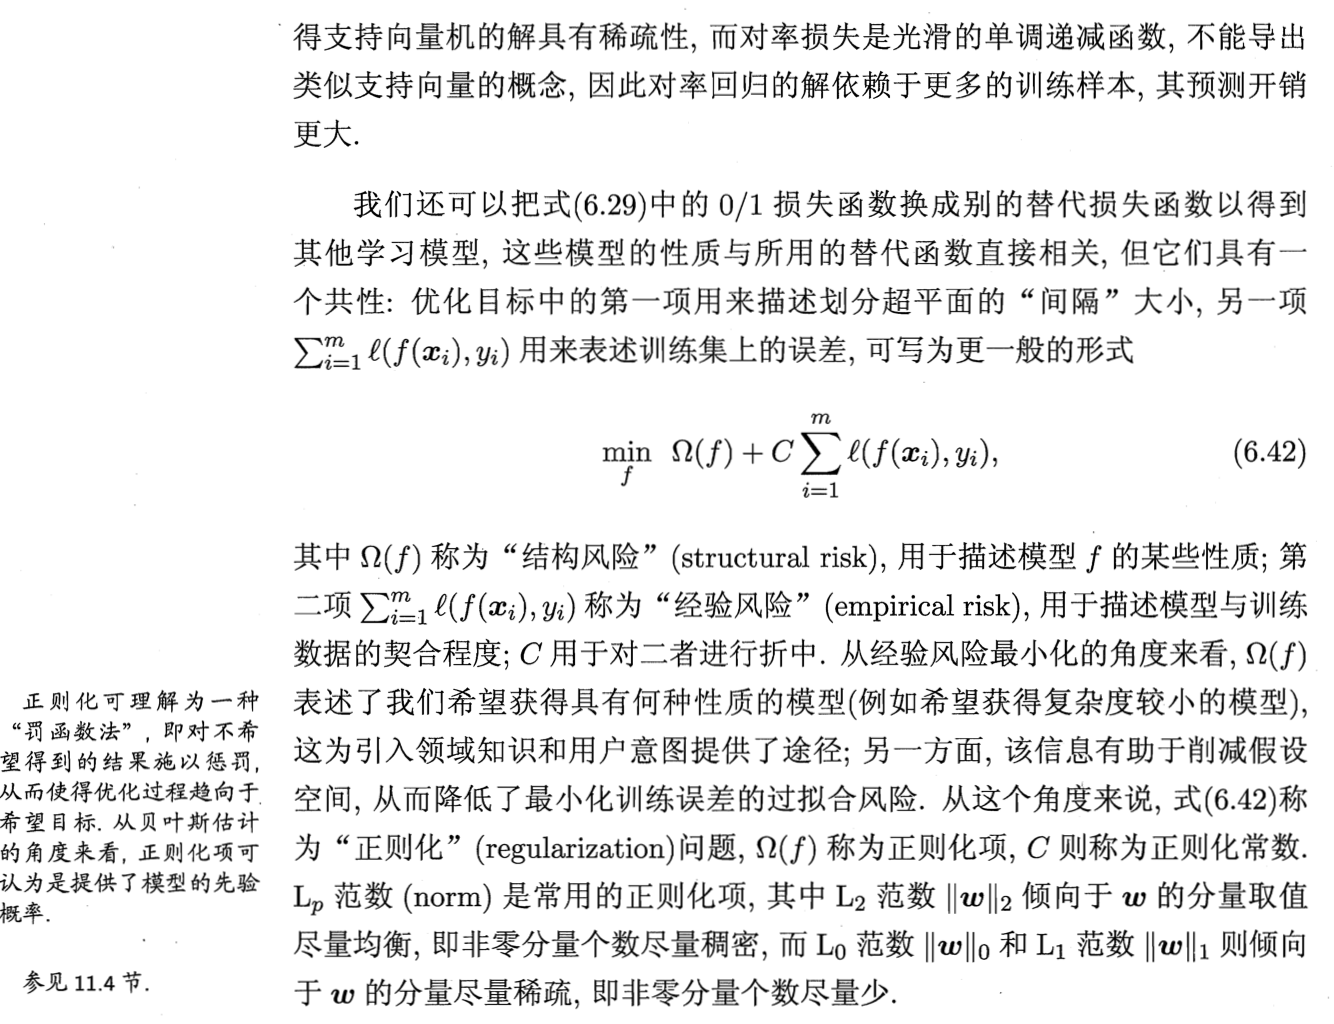 得支持向量机的解具有稀疏性, 而对率损失是光滑的单调递减函数, 不能导出
类似支持向量的概念, 因此对率回归的解依赖于更多的训练样本, 其预测开销
更大.
我们还可以把式(6.29)中的 0/1 损失函数换成别的替代损失函数以得到
其他学习模型, 这些模型的性质与所用的替代函数直接相关, 但它们具有一
个共性: 优化目标中的第一项用来描述划分超平面的“间隔”大小, 另一项
$\sum_{i=1}^{m} \ell(f(\boldsymbol{x}_i), y_i)$ 用来表述训练集上的误差, 可写为更一般的形式
$\min_{f} \ \Omega(f) + C \sum_{i=1}^{m} \ell(f(\boldsymbol{x}_i), y_i),$ (6.42)
其中 $\Omega(f)$ 称为“结构风险”(structural risk), 用于描述模型 $f$ 的某些性质; 第
二项 $\sum_{i=1}^{m} \ell(f(\boldsymbol{x}_i), y_i)$ 称为“经验风险”(empirical risk), 用于描述模型与训练
数据的契合程度; $C$ 用于对二者进行折中. 从经验风险最小化的角度来看, $\Omega(f)$
表述了我们希望获得具有何种性质的模型(例如希望获得复杂度较小的模型),
这为引入领域知识和用户意图提供了途径; 另一方面, 该信息有助于削减假设
空间, 从而降低了最小化训练误差的过拟合风险. 从这个角度来说, 式(6.42)称
为“正则化”(regularization)问题, $\Omega(f)$ 称为正则化项, $C$ 则称为正则化常数.
$\mathrm{L}_p$ 范数 (norm) 是常用的正则化项, 其中 $\mathrm{L}_2$ 范数 $\|\boldsymbol{w}\|_2$ 倾向于 $\boldsymbol{w}$ 的分量取值
尽量均衡, 即非零分量个数尽量稠密, 而 $\mathrm{L}_0$ 范数 $\|\boldsymbol{w}\|_0$ 和 $\mathrm{L}_1$ 范数 $\|\boldsymbol{w}\|_1$ 则倾向
于 $\boldsymbol{w}$ 的分量尽量稀疏, 即非零分量个数尽量少.
正则化可理解为一种
“罚函数法”, 即对不希
望得到的结果施以惩罚,
从而使得优化过程趋向于
希望目标. 从贝叶斯估计
的角度来看, 正则化项可
认为是提供了模型的先验
概率.
参见 11.4 节.